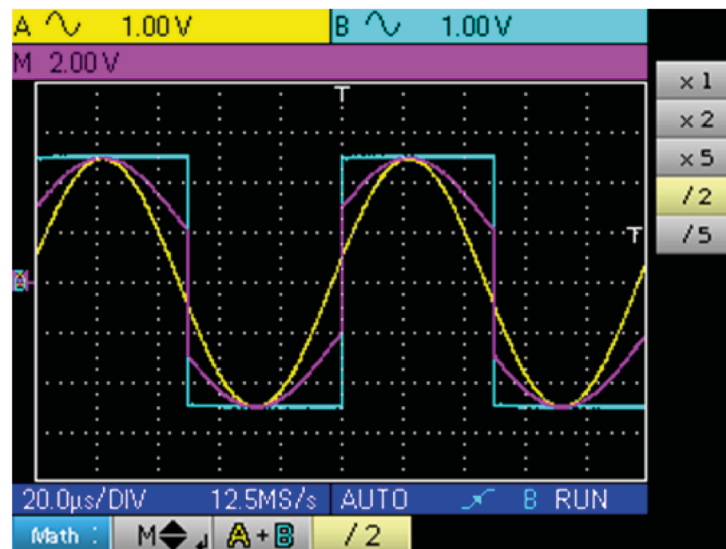 A 1.00 V B 1.00 V
M 2.00 V
T
x 1
x 2
x 5
/ 2
/ 5
T
20.0µs/DIV 12.5MS/s AUTO B RUN
Math : M A + B / 2